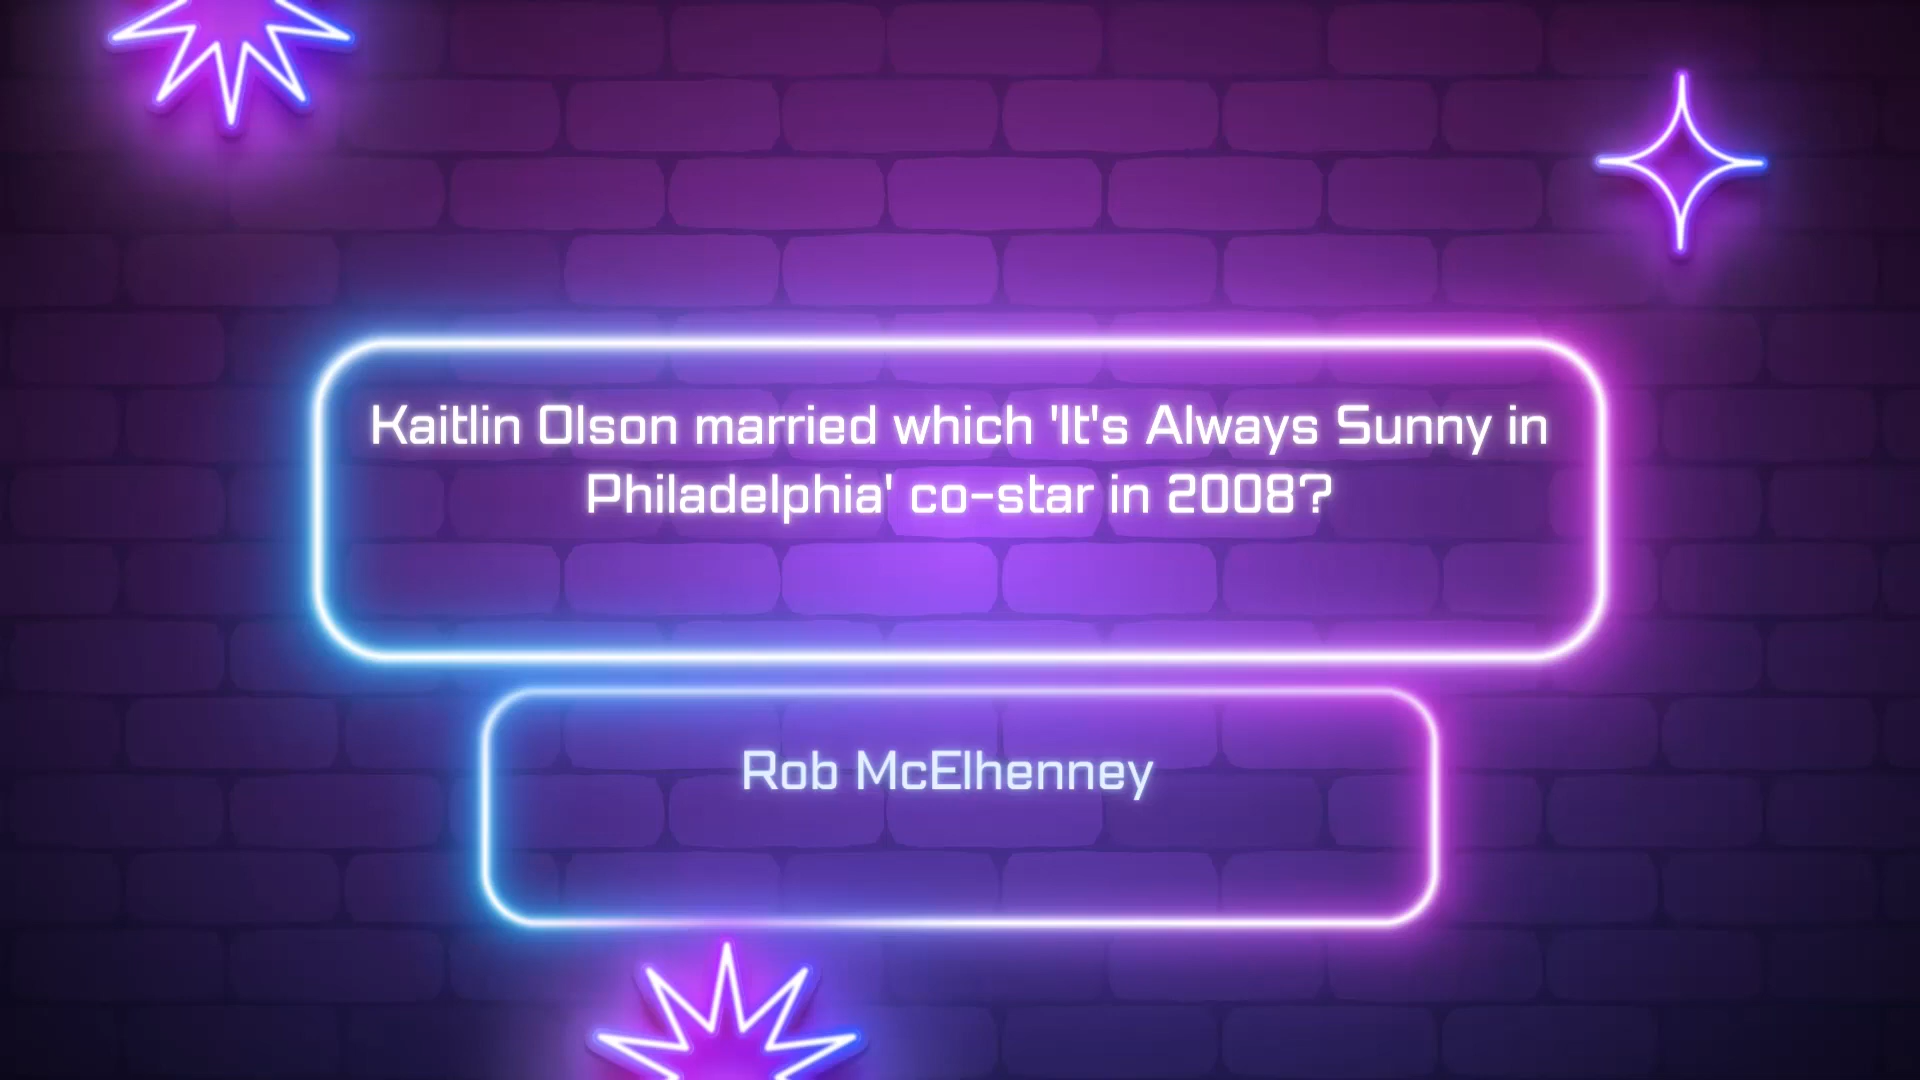 Kaitlin Olson married which 'It's Always Sunny in
Philadelphia' co-star in 2008?
Rob McElhenney